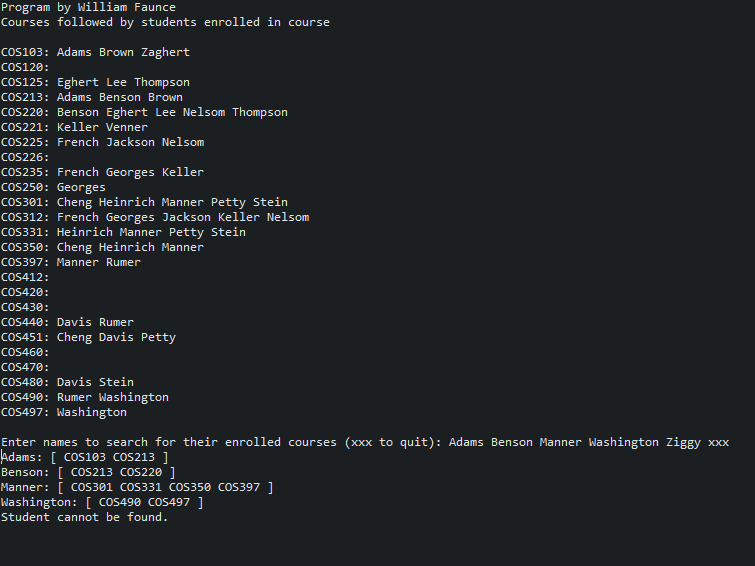 Program by William Faunce
Courses followed by students enrolled in course
COS103: Adams Brown Zaghert
COS120:
COS125: Eghert Lee Thompson
COS213: Adams Benson Brown
COS220: Benson Eghert Lee Nelsom Thompson
COS221: Keller Venner
COS225: French Jackson Nelsom
COS226:
COS235: French Georges Keller
COS250: Georges
COS301: Cheng Heinrich Manner Petty Stein
COS312: French Georges Jackson Keller Nelsom
COS331: Heinrich Manner Petty Stein
COS350: Cheng Heinrich Manner
COS397: Manner Rumer
COS412:
COS420:
COS430:
COS440: Davis Rumer
COS451: Cheng Davis Petty
COS460:
COS470:
COS480: Davis Stein
COS490: Rumer Washington
COS497: Washington
Enter names to search for their enrolled courses (xxx to quit): Adams Benson Manner Washington Ziggy xxx
Adams: [ COS103 COS213 ]
Benson: [ COS213 COS220 ]
Manner: [ COS301 COS331 COS350 COS397 ]
Washington: [ COS490 COS497 ]
Student cannot be found.